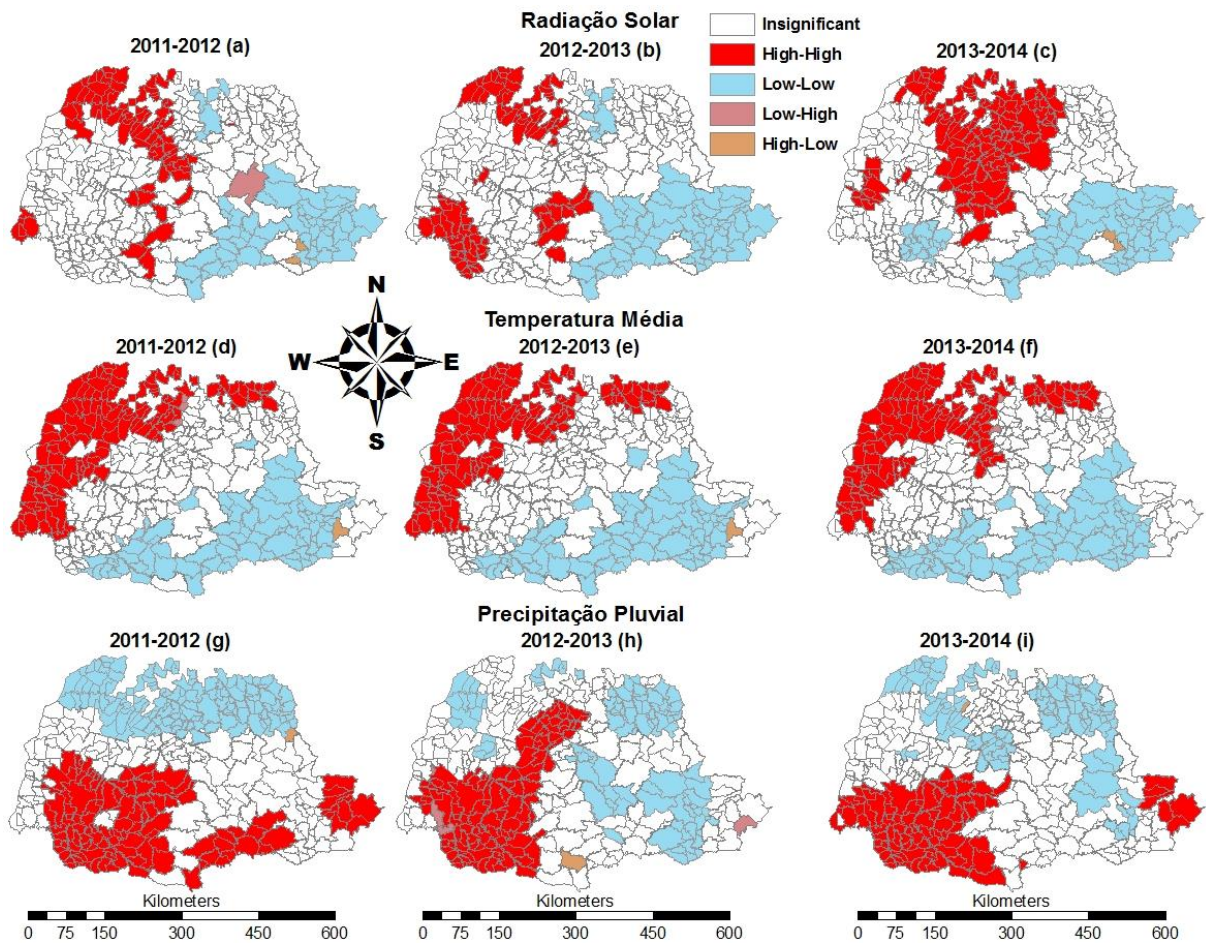 Radiação Solar
2011-2012 (a)
2012-2013 (b)
2013-2014 (c)
Insignificant
High-High
Low-Low
Low-High
High-Low
N
W
E
S
Temperatura Média
2011-2012 (d)
2012-2013 (e)
2013-2014 (f)
Precipitação Pluvial
2011-2012 (g)
2012-2013 (h)
2013-2014 (i)
Kilometers
0 75 150 300 450 600
Kilometers
0 75 150 300 450 600
Kilometers
0 75 150 300 450 600